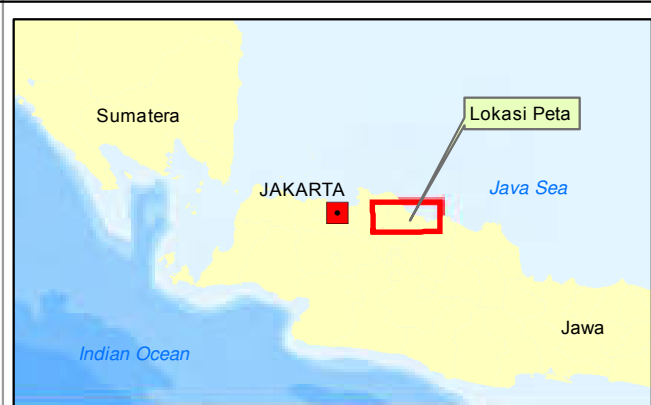 Sumatera
Lokasi Peta
JAKARTA
Java Sea
Jawa
Indian Ocean